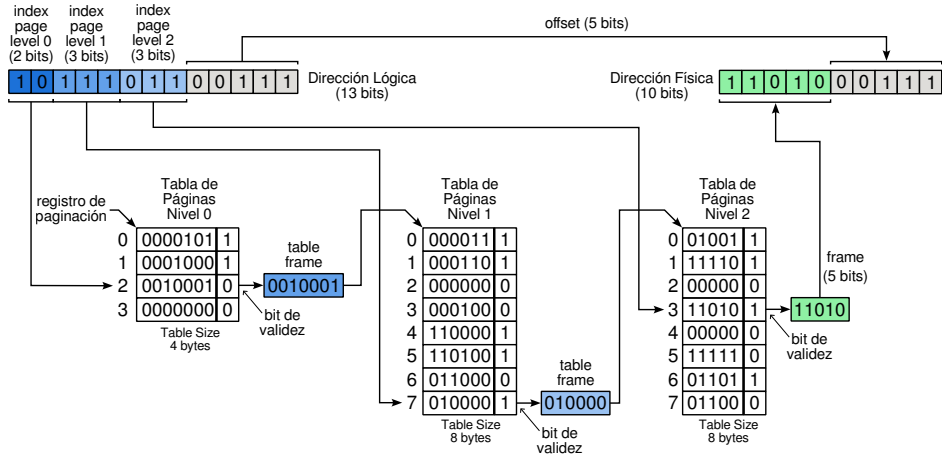 index page level 0 (2 bits)
index page level 1 (3 bits)
index page level 2 (3 bits)
offset (5 bits)
1 0 1 1 1 0 1 1 0 0 1 1 1
Dirección Lógica
(13 bits)
Dirección Física
(10 bits)
1 1 0 1 0 0 0 1 1 1
registro de
paginación
Tabla de
Páginas
Nivel 0
0 0000101 1
1 0001000 1
2 0010001 0
3 0000000 0
Table Size
4 bytes
table
frame
0010001
bit de
validez
Tabla de
Páginas
Nivel 1
0 000011 1
1 000110 1
2 000000 0
3 000100 0
4 110000 1
5 110100 1
6 011000 0
7 010000 1
Table Size
8 bytes
table
frame
010000
bit de
validez
Tabla de
Páginas
Nivel 2
0 01001 1
1 11110 1
2 00000 0
3 11010 1
4 00000 0
5 11111 0
6 01101 1
7 01100 0
Table Size
8 bytes
frame
(5 bits)
11010
bit de
validez